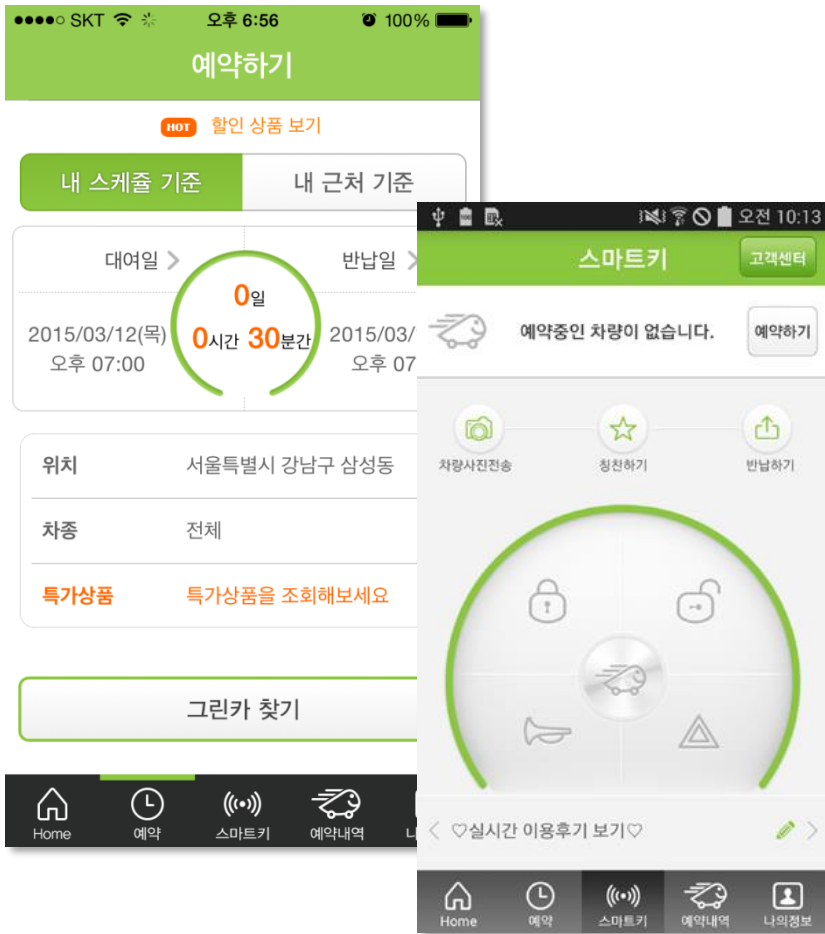 SKT 오후 6:56 100%
예약하기
HOT 할인 상품 보기
내 스케쥴 기준 내 근처 기준
대여일 반납일
0일
0시간 30분간
2015/03/12(목) 2015/03/
오후 07:00 오후 07
위치 서울특별시 강남구 삼성동
차종 전체
특가상품 특가상품을 조회해보세요
그린카 찾기
Home 예약 스마트키 예약내역 나
오전 10:13
스마트키 고객센터
예약중인 차량이 없습니다. 예약하기
차량사진전송 칭찬하기 반납하기
♡실시간 이용후기 보기♡
Home 예약 스마트키 예약내역 나의정보